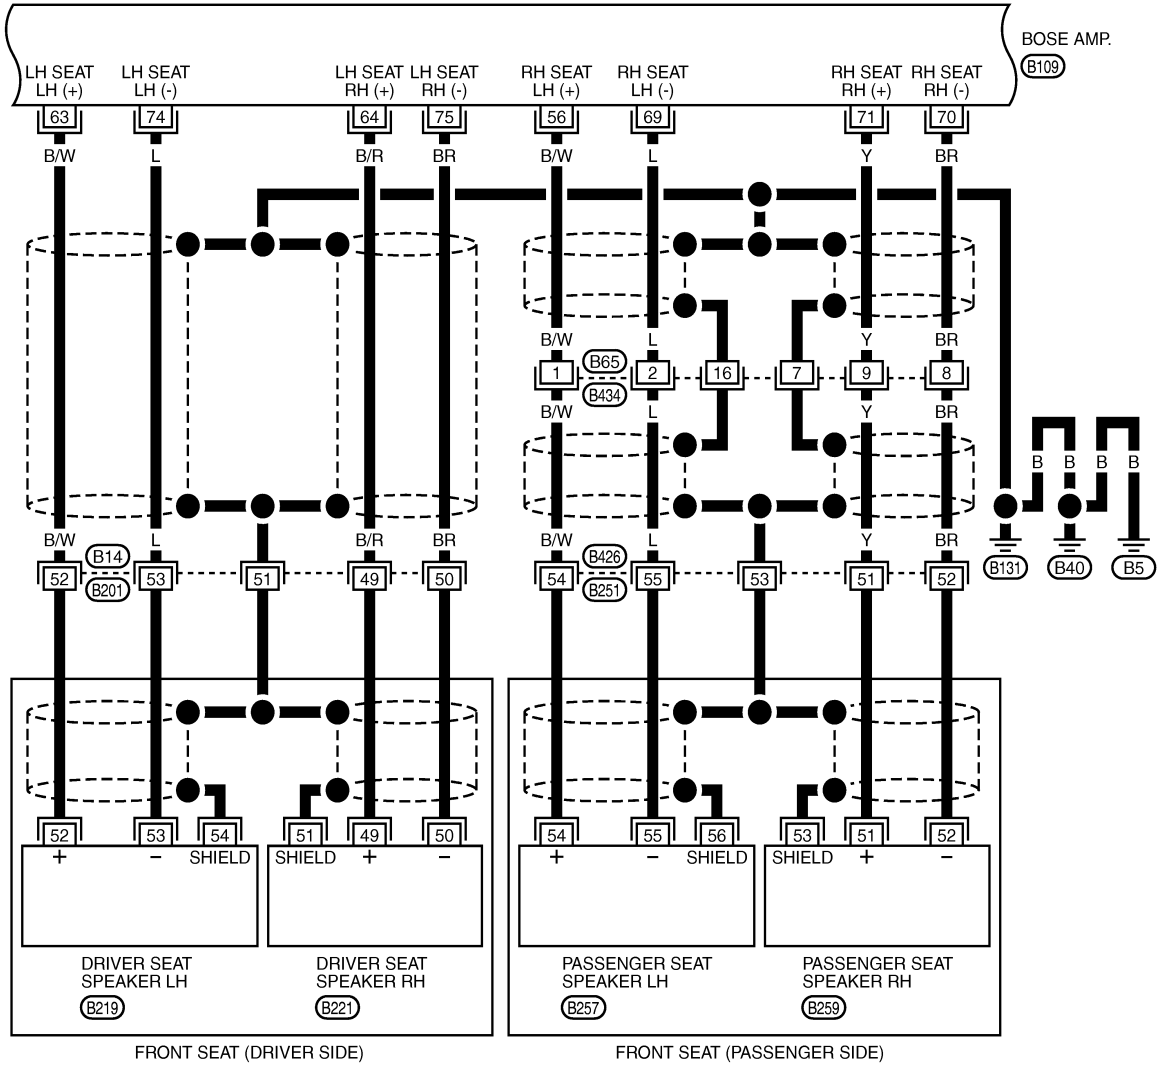 BOSE AMP.
B109
LH SEAT LH SEAT LH SEAT LH SEAT RH SEAT RH SEAT RH SEAT RH SEAT
LH (+) LH (-) RH (+) RH (-) LH (+) LH (-) RH (+) RH (-)
63 74 64 75 56 69 71 70
B/W L B/R BR B/W L Y BR
B/W L Y BR
B65
1 2 16 7 9 8
B434
B/W L Y BR
B B B B
B/W L B/R BR B/W L Y BR
B14 B426
B131 B40 B5
52 53 51 49 50 54 55 53 51 52
B201 B251
52 53 54 51 49 50 54 55 56 53 51 52
+ - SHIELD SHIELD + - + - SHIELD SHIELD + -
DRIVER SEAT DRIVER SEAT PASSENGER SEAT PASSENGER SEAT
SPEAKER LH SPEAKER RH SPEAKER LH SPEAKER RH
B219 B221 B257 B259
FRONT SEAT (DRIVER SIDE) FRONT SEAT (PASSENGER SIDE)